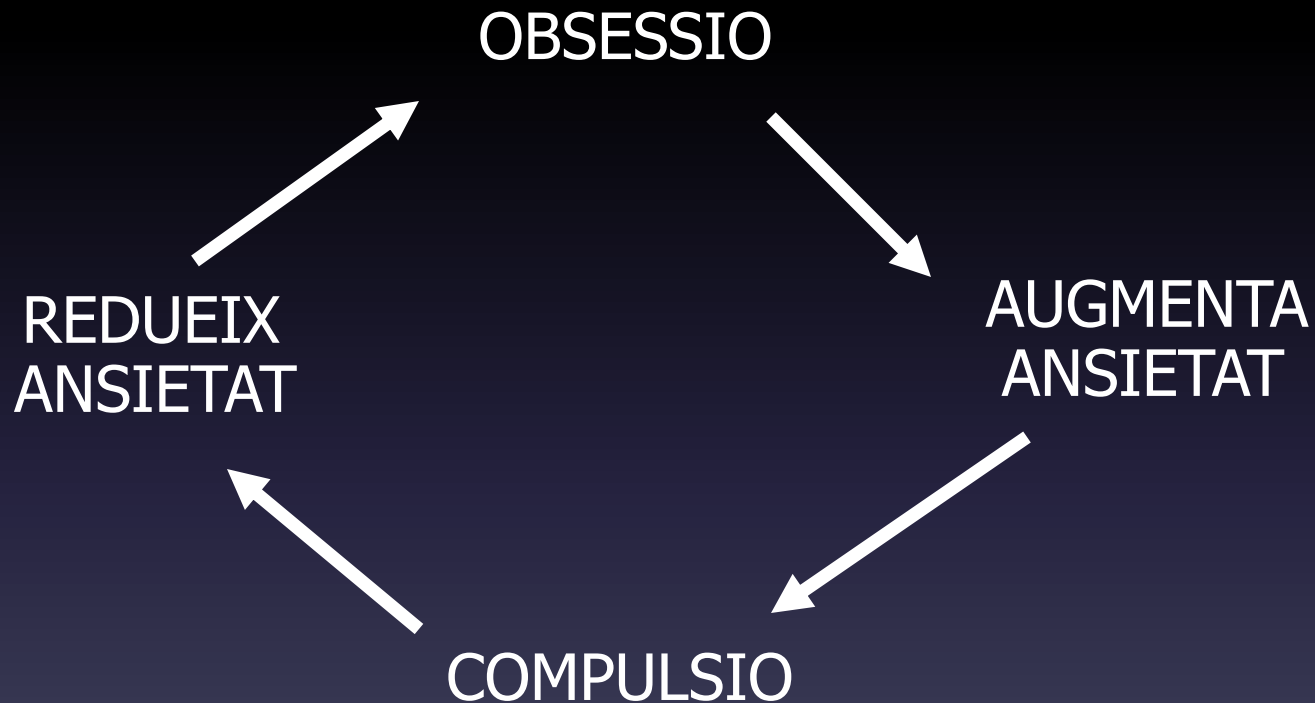 OBSESSIO
REDUEIX
ANSIETAT
AUGMENTA
ANSIETAT
COMPULSIO